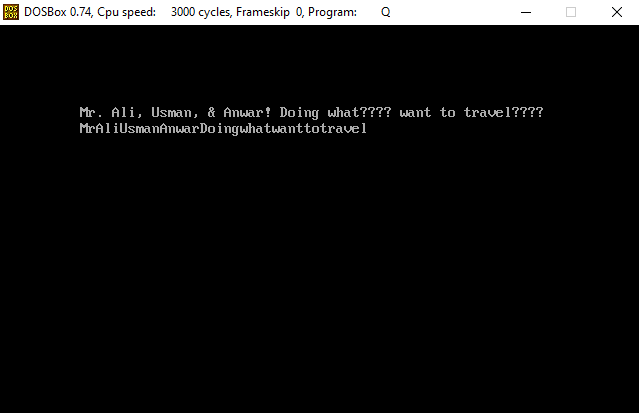 DOSBox 0.74, Cpu speed: 3000 cycles, Frameskip 0, Program: Q
Mr. Ali, Usman, & Anwar! Doing what???? want to travel????
MrAliUsmanAnwarDoingwhatwanttotravel